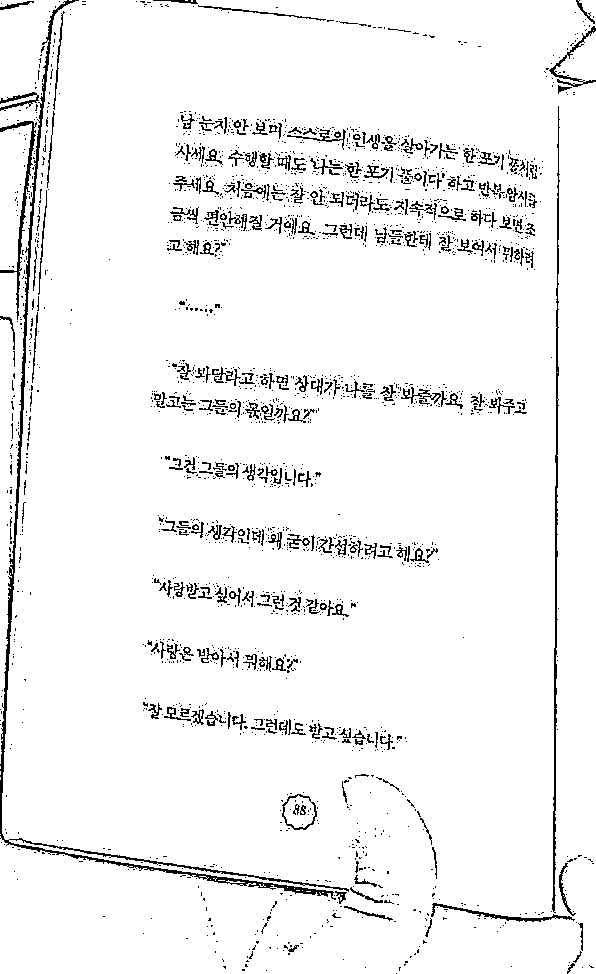 남 눈치 안 보며 스스로의 인생을 살아가는 한 포기 풀처럼
사세요. 수행할 때도 '나는 한 포기 풀이다' 하고 반복 암시를
주세요. 처음에는 잘 안 되더라도 지속적으로 하다 보면 조
금씩 편안해질 거예요. 그런데 남들한테 잘 보여서 뭐하려
고 해요?"
"……"
"잘 봐달라고 하면 상대가 나를 잘 봐줄까요, 잘 봐주고
말고는 그들의 몫일까요?"
"그건 그들의 생각입니다."
"그들의 생각인데 왜 굳이 간섭하려고 해요?"
"사랑받고 싶어서 그런 것 같아요."
"사랑은 받아서 뭐해요?"
"잘 모르겠습니다. 그런데도 받고 싶습니다."
88